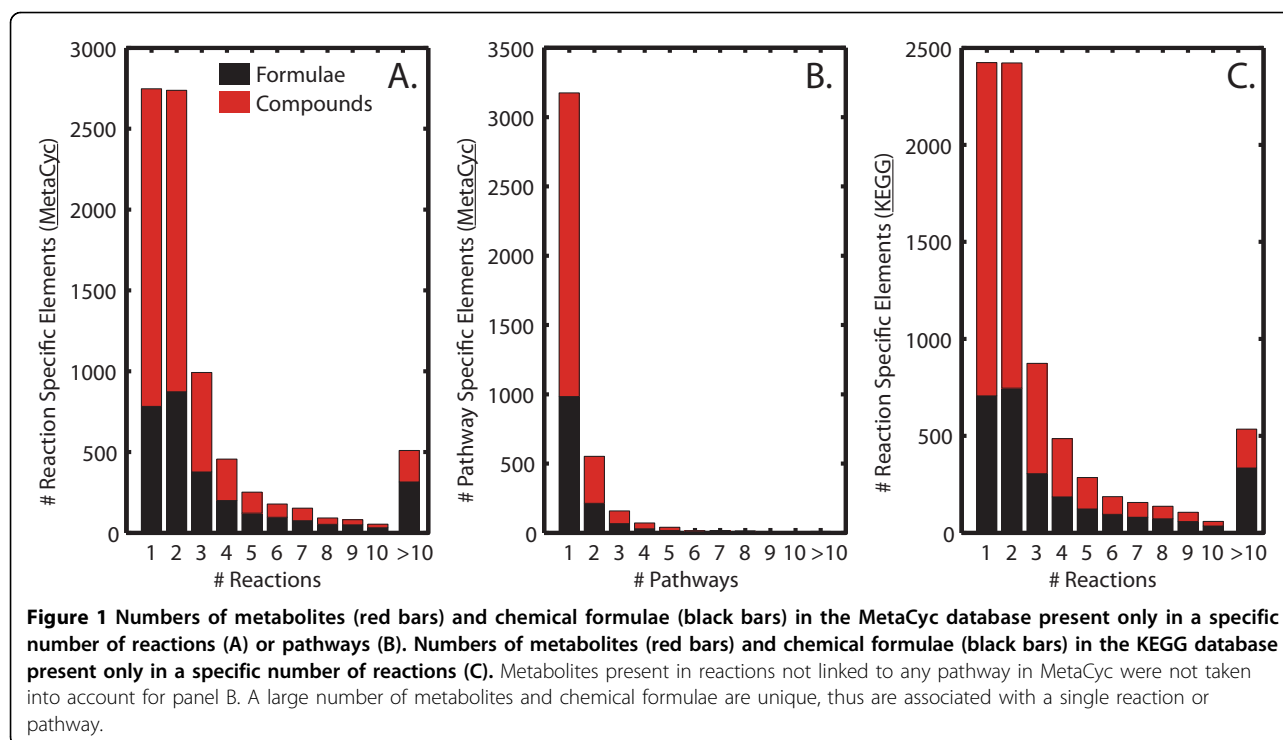 3000
2500
2000
1500
1000
500
0
# Reaction Specific Elements (MetaCyc)
Formulae
Compounds
A.
1 2 3 4 5 6 7 8 9 10 >10
# Reactions
3500
3000
2500
2000
1500
1000
500
0
# Pathway Specific Elements (MetaCyc)
B.
1 2 3 4 5 6 7 8 9 10 >10
# Pathways
2500
2000
1500
1000
500
0
# Reaction Specific Elements (KEGG)
C.
1 2 3 4 5 6 7 8 9 10 >10
# Reactions
Figure 1 Numbers of metabolites (red bars) and chemical formulae (black bars) in the MetaCyc database present only in a specific
number of reactions (A) or pathways (B). Numbers of metabolites (red bars) and chemical formulae (black bars) in the KEGG database
present only in a specific number of reactions (C). Metabolites present in reactions not linked to any pathway in MetaCyc were not taken
into account for panel B. A large number of metabolites and chemical formulae are unique, thus are associated with a single reaction or
pathway.